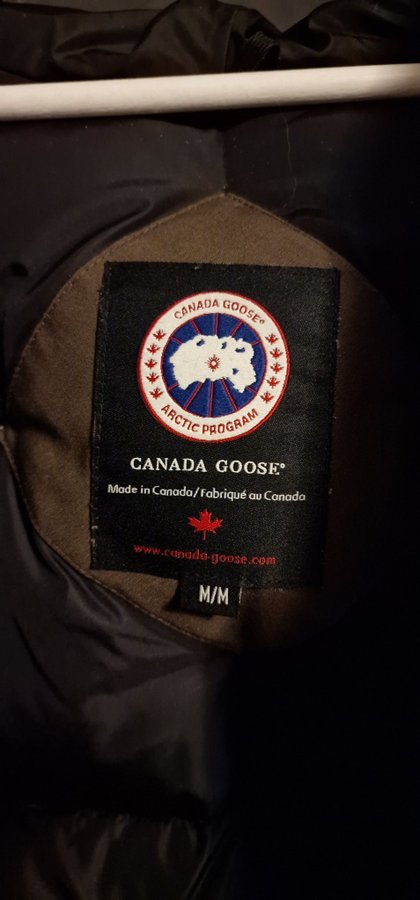 CANADA GOOSE®
ARCTIC PROGRAM
CANADA GOOSE®
Made in Canada/Fabriqué au Canada
www.canada-goose.com
M/M